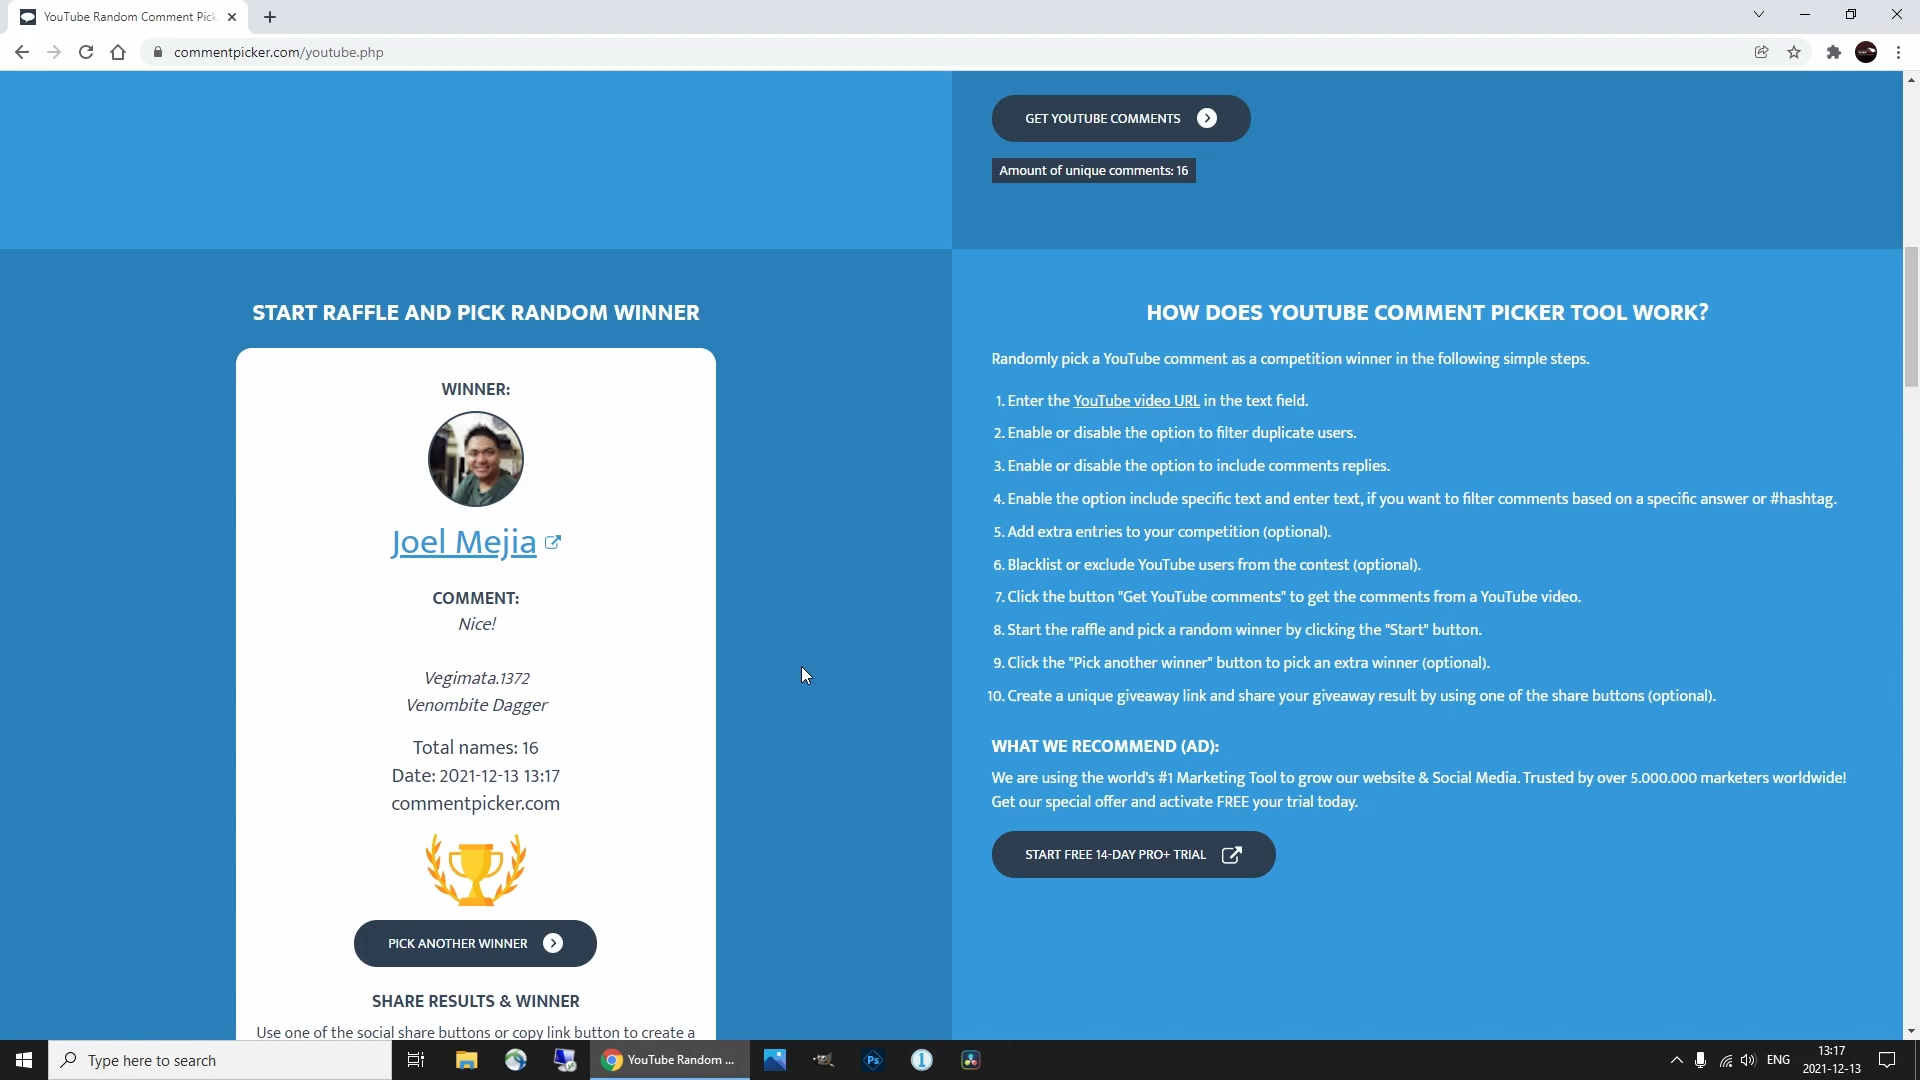 YouTube Random Comment Pick
commentpicker.com/youtube.php
GET YOUTUBE COMMENTS
Amount of unique comments: 16
START RAFFLE AND PICK RANDOM WINNER
WINNER:
Joel Mejia
COMMENT:
Nice!
Vegimata.1372
Venombite Dagger
Total names: 16
Date: 2021-12-13 13:17
commentpicker.com
PICK ANOTHER WINNER
SHARE RESULTS & WINNER
Use one of the social share buttons or copy link button to create a
HOW DOES YOUTUBE COMMENT PICKER TOOL WORK?
Randomly pick a YouTube comment as a competition winner in the following simple steps.
1. Enter the YouTube video URL in the text field.
2. Enable or disable the option to filter duplicate users.
3. Enable or disable the option to include comments replies.
4. Enable the option include specific text and enter text, if you want to filter comments based on a specific answer or #hashtag.
5. Add extra entries to your competition (optional).
6. Blacklist or exclude YouTube users from the contest (optional).
7. Click the button "Get YouTube comments" to get the comments from a YouTube video.
8. Start the raffle and pick a random winner by clicking the "Start" button.
9. Click the "Pick another winner" button to pick an extra winner (optional).
10. Create a unique giveaway link and share your giveaway result by using one of the share buttons (optional).
WHAT WE RECOMMEND (AD):
We are using the world's #1 Marketing Tool to grow our website & Social Media. Trusted by over 5.000.000 marketers worldwide!
Get our special offer and activate FREE your trial today.
START FREE 14-DAY PRO+ TRIAL
Type here to search
YouTube Random ...
Ps
1
ENG
13:17
2021-12-13